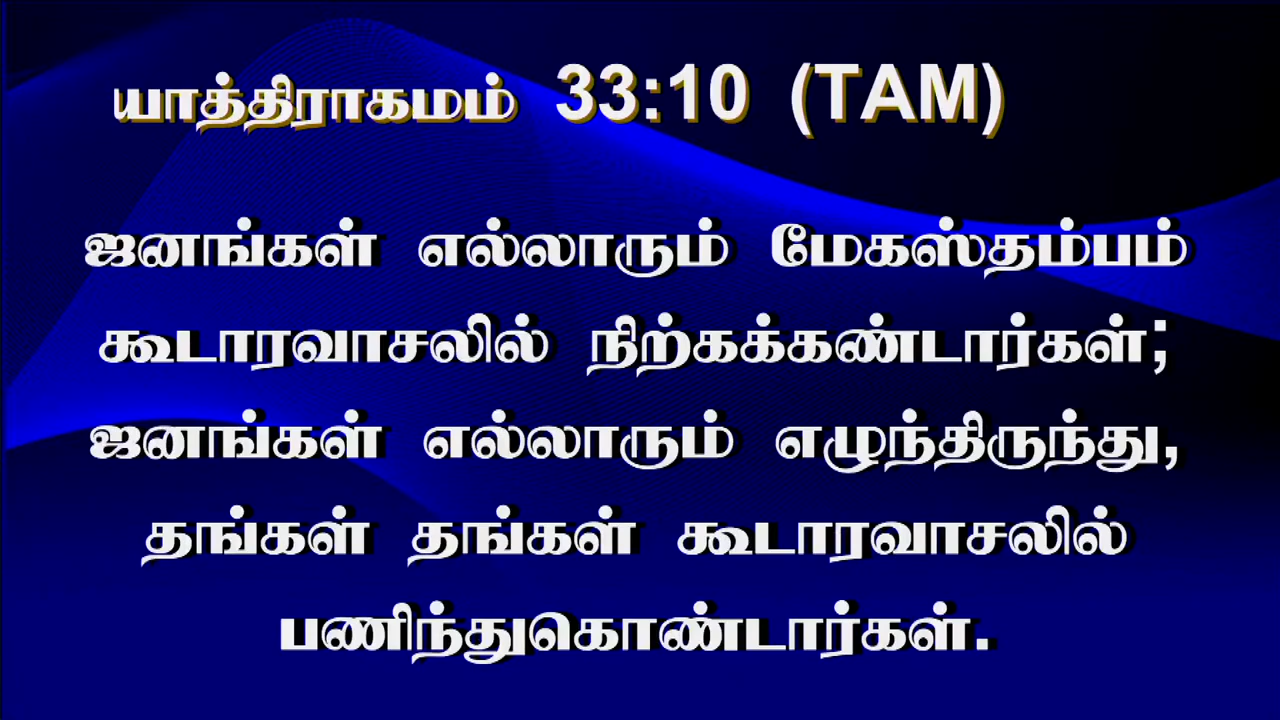 யாத்திராகமம் 33:10 (TAM)
ஜனங்கள் எல்லாரும் மேகஸ்தம்பம்
கூடாரவாசலில் நிற்கக்கண்டார்கள்;
ஜனங்கள் எல்லாரும் எழுந்திருந்து,
தங்கள் தங்கள் கூடாரவாசலில்
பணிந்துகொண்டார்கள்.